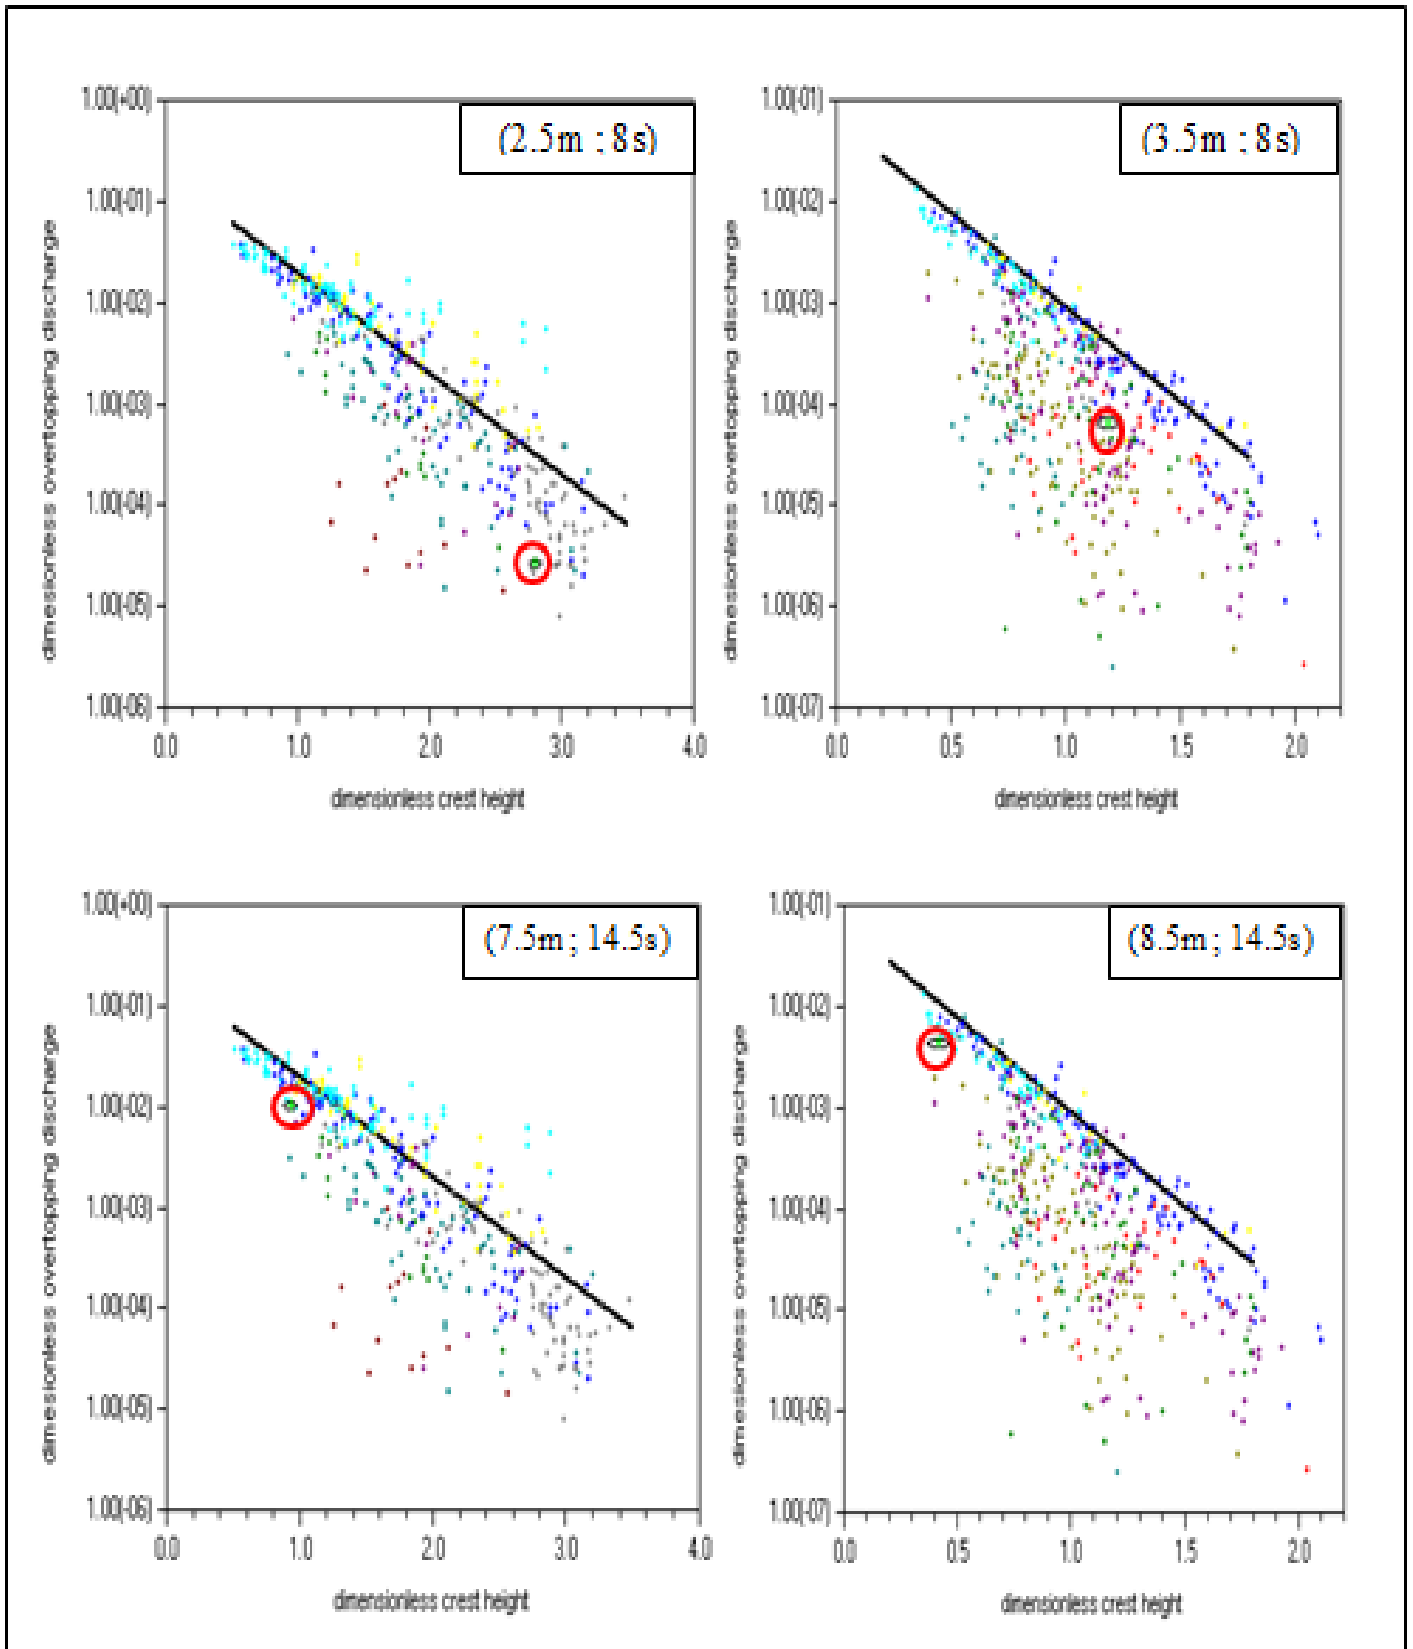 (2.5m ; 8s)
1.00(+00)
1.00(-01)
1.00(-02)
1.00(-03)
1.00(-04)
1.00(-05)
1.00(-06)
0.0 1.0 2.0 3.0 4.0
dimesionless overtopping discharge
dimensionless crest height
(3.5m ; 8s)
1.00(-01)
1.00(-02)
1.00(-03)
1.00(-04)
1.00(-05)
1.00(-06)
1.00(-07)
0.0 0.5 1.0 1.5 2.0
dimesionless overtopping discharge
dimensionless crest height
(7.5m ; 14.5s)
1.00(+00)
1.00(-01)
1.00(-02)
1.00(-03)
1.00(-04)
1.00(-05)
1.00(-06)
0.0 1.0 2.0 3.0 4.0
dimesionless overtopping discharge
dimensionless crest height
(8.5m ; 14.5s)
1.00(-01)
1.00(-02)
1.00(-03)
1.00(-04)
1.00(-05)
1.00(-06)
1.00(-07)
0.0 0.5 1.0 1.5 2.0
dimesionless overtopping discharge
dimensionless crest height